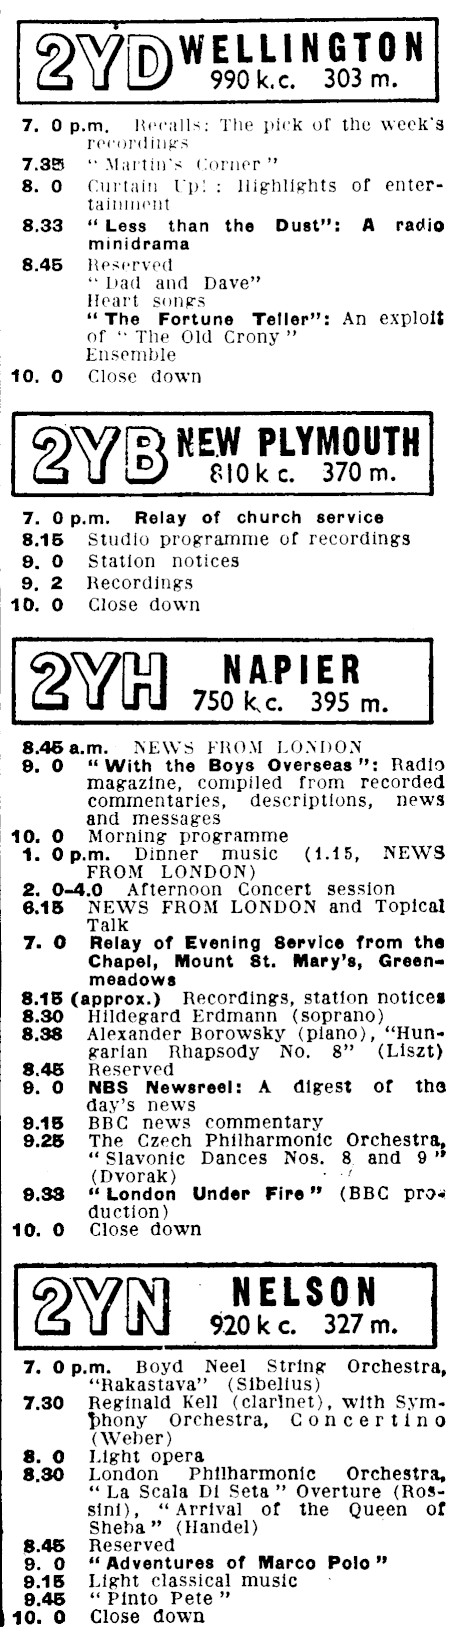 2YD WELLINGTON
990 k.c. 303 m.
7. 0 p.m. Recalls: The pick of the week's
recordings
7.35 "Martin's Corner"
8. 0 Curtain Up!: Highlights of enter-
tainment
8.33 "Less than the Dust": A radio
minidrama
8.45 Reserved
"Dad and Dave"
Heart songs
"The Fortune Teller": An exploit
of "The Old Crony"
Ensemble
10. 0 Close down
2YB NEW PLYMOUTH
810 k c. 370 m.
7. 0 p.m. Relay of church service
8.15 Studio programme of recordings
9. 0 Station notices
9. 2 Recordings
10. 0 Close down
2YH NAPIER
750 k.c. 395 m.
8.45 a.m. NEWS FROM LONDON
9. 0 "With the Boys Overseas": Radio
magazine, compiled from recorded
commentaries, descriptions, news
and messages
10. 0 Morning programme
1. 0 p.m. Dinner music (1.15, NEWS
FROM LONDON)
2. 0-4.0 Afternoon Concert session
6.15 NEWS FROM LONDON and Topical
Talk
7. 0 Relay of Evening Service from the
Chapel, Mount St. Mary's, Green-
meadows
8.15 (approx.) Recordings, station notices
8.30 Hildegard Erdmann (soprano)
8.38 Alexander Borowsky (piano), "Hun-
garian Rhapsody No. 8" (Liszt)
8.45 Reserved
9. 0 NBS Newsreel: A digest of the
day's news
9.15 BBC news commentary
9.25 The Czech Philharmonic Orchestra,
"Slavonic Dances Nos. 8 and 9"
(Dvorak)
9.33 "London Under Fire" (BBC pro-
duction)
10. 0 Close down
2YN NELSON
920 k c. 327 m.
7. 0 p.m. Boyd Neel String Orchestra,
"Rakastava" (Sibelius)
7.30 Reginald Kell (clarinet), with Sym-
phony Orchestra, Concertino
(Weber)
8. 0 Light opera
8.30 London Philharmonic Orchestra,
"La Scala Di Seta" Overture (Ros-
sini), "Arrival of the Queen of
Sheba" (Handel)
8.45 Reserved
9. 0 "Adventures of Marco Polo"
9.15 Light classical music
9.45 "Pinto Pete"
10. 0 Close down